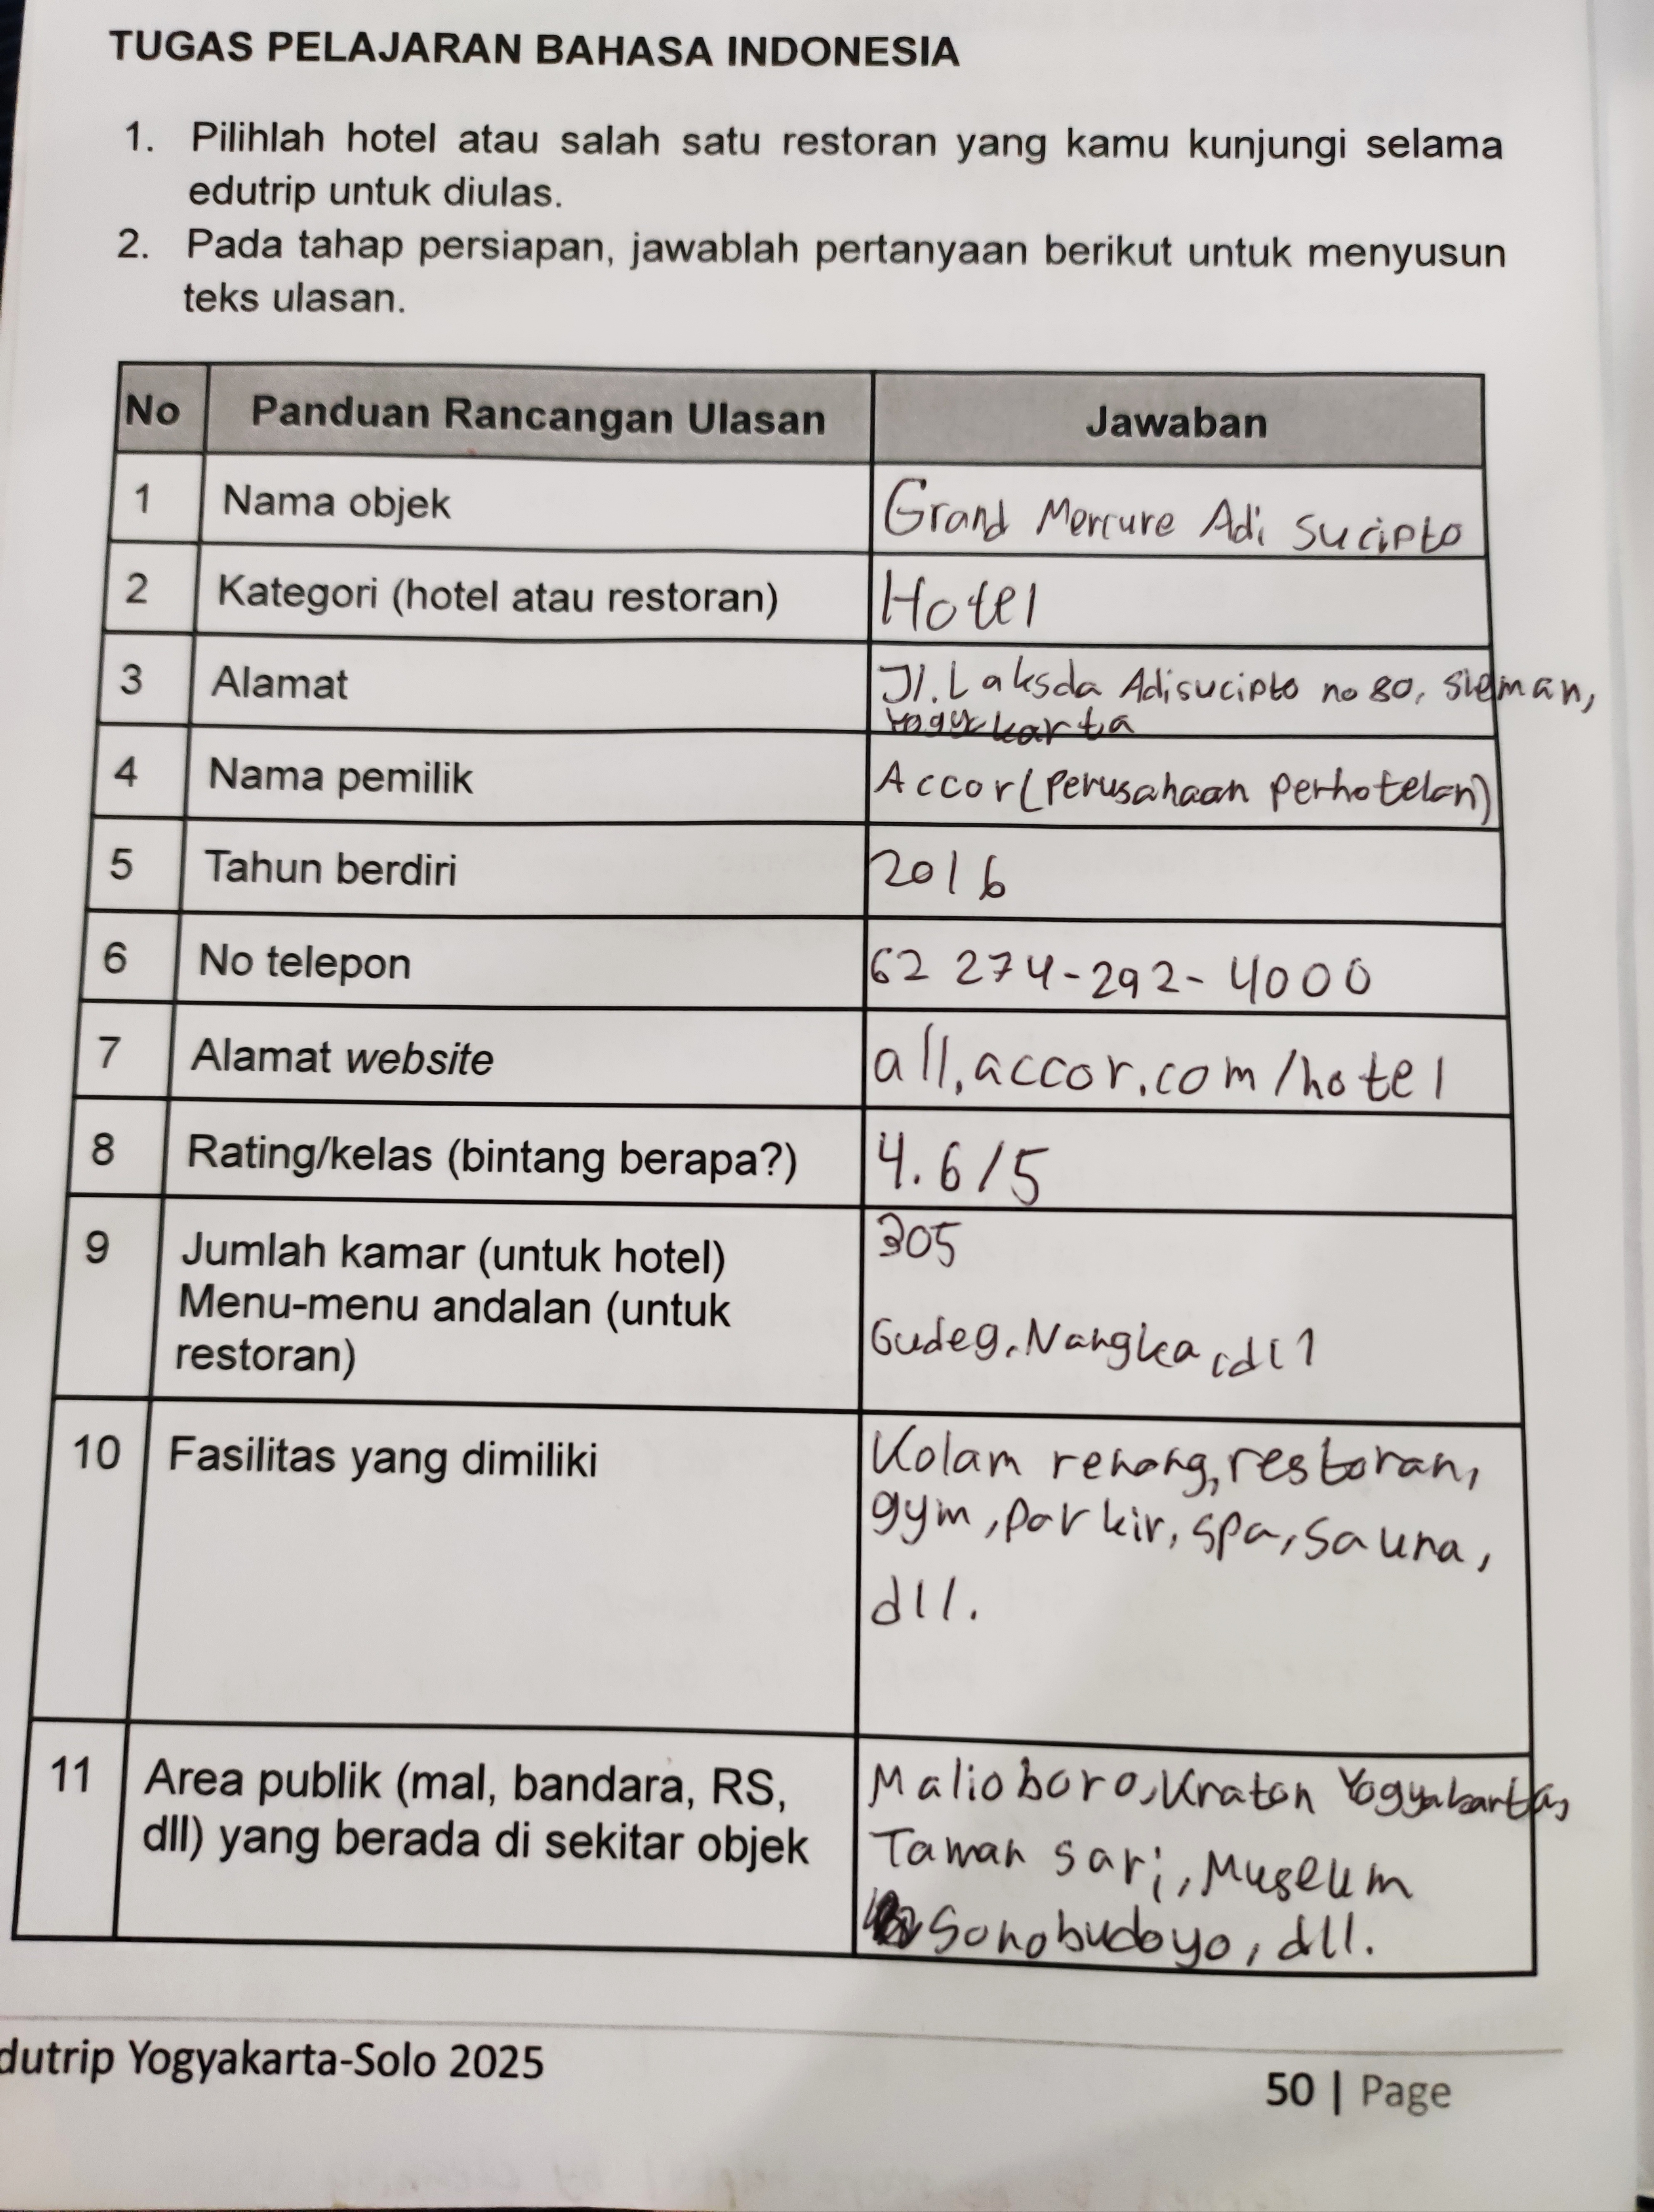 TUGAS PELAJARAN BAHASA INDONESIA
1. Pilihlah hotel atau salah satu restoran yang kamu kunjungi selama
edutrip untuk diulas.
2. Pada tahap persiapan, jawablah pertanyaan berikut untuk menyusun
teks ulasan.
No Panduan Rancangan Ulasan Jawaban
1 Nama objek Grand Mercure Adi Sucipto
2 Kategori (hotel atau restoran) Hotel
3 Alamat Jl. Laksda Adisucipto no 80, Sleman,
Yogyakarta
4 Nama pemilik Accor (Perusahaan Perhotelan)
5 Tahun berdiri 2016
6 No telepon 62 274-292-4000
7 Alamat website all.accor.com/hotel
8 Rating/kelas (bintang berapa?) 4.6/5
9 Jumlah kamar (untuk hotel) 305
Menu-menu andalan (untuk
restoran) Gudeg, Nangka, dll
10 Fasilitas yang dimiliki Kolam renang, restoran,
gym, parkir, spa, sauna,
dll.
11 Area publik (mal, bandara, RS, Malioboro, Kraton Yogyakarta,
dll) yang berada di sekitar objek Taman sari, Museum
Sonobudoyo, dll.
dutrip Yogyakarta-Solo 2025
50 | Page